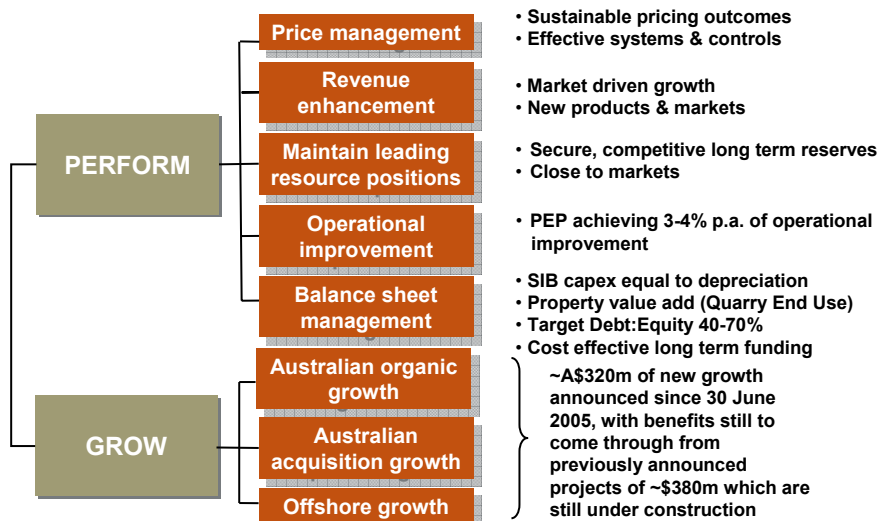 PERFORM
Price management
• Sustainable pricing outcomes
• Effective systems & controls
Revenue
enhancement
• Market driven growth
• New products & markets
Maintain leading
resource positions
• Secure, competitive long term reserves
• Close to markets
Operational
improvement
• PEP achieving 3-4% p.a. of operational
improvement
Balance sheet
management
• SIB capex equal to depreciation
• Property value add (Quarry End Use)
• Target Debt:Equity 40-70%
• Cost effective long term funding
GROW
Australian organic
growth
Australian
acquisition growth
Offshore growth
~A$320m of new growth
announced since 30 June
2005, with benefits still to
come through from
previously announced
projects of ~$380m which are
still under construction